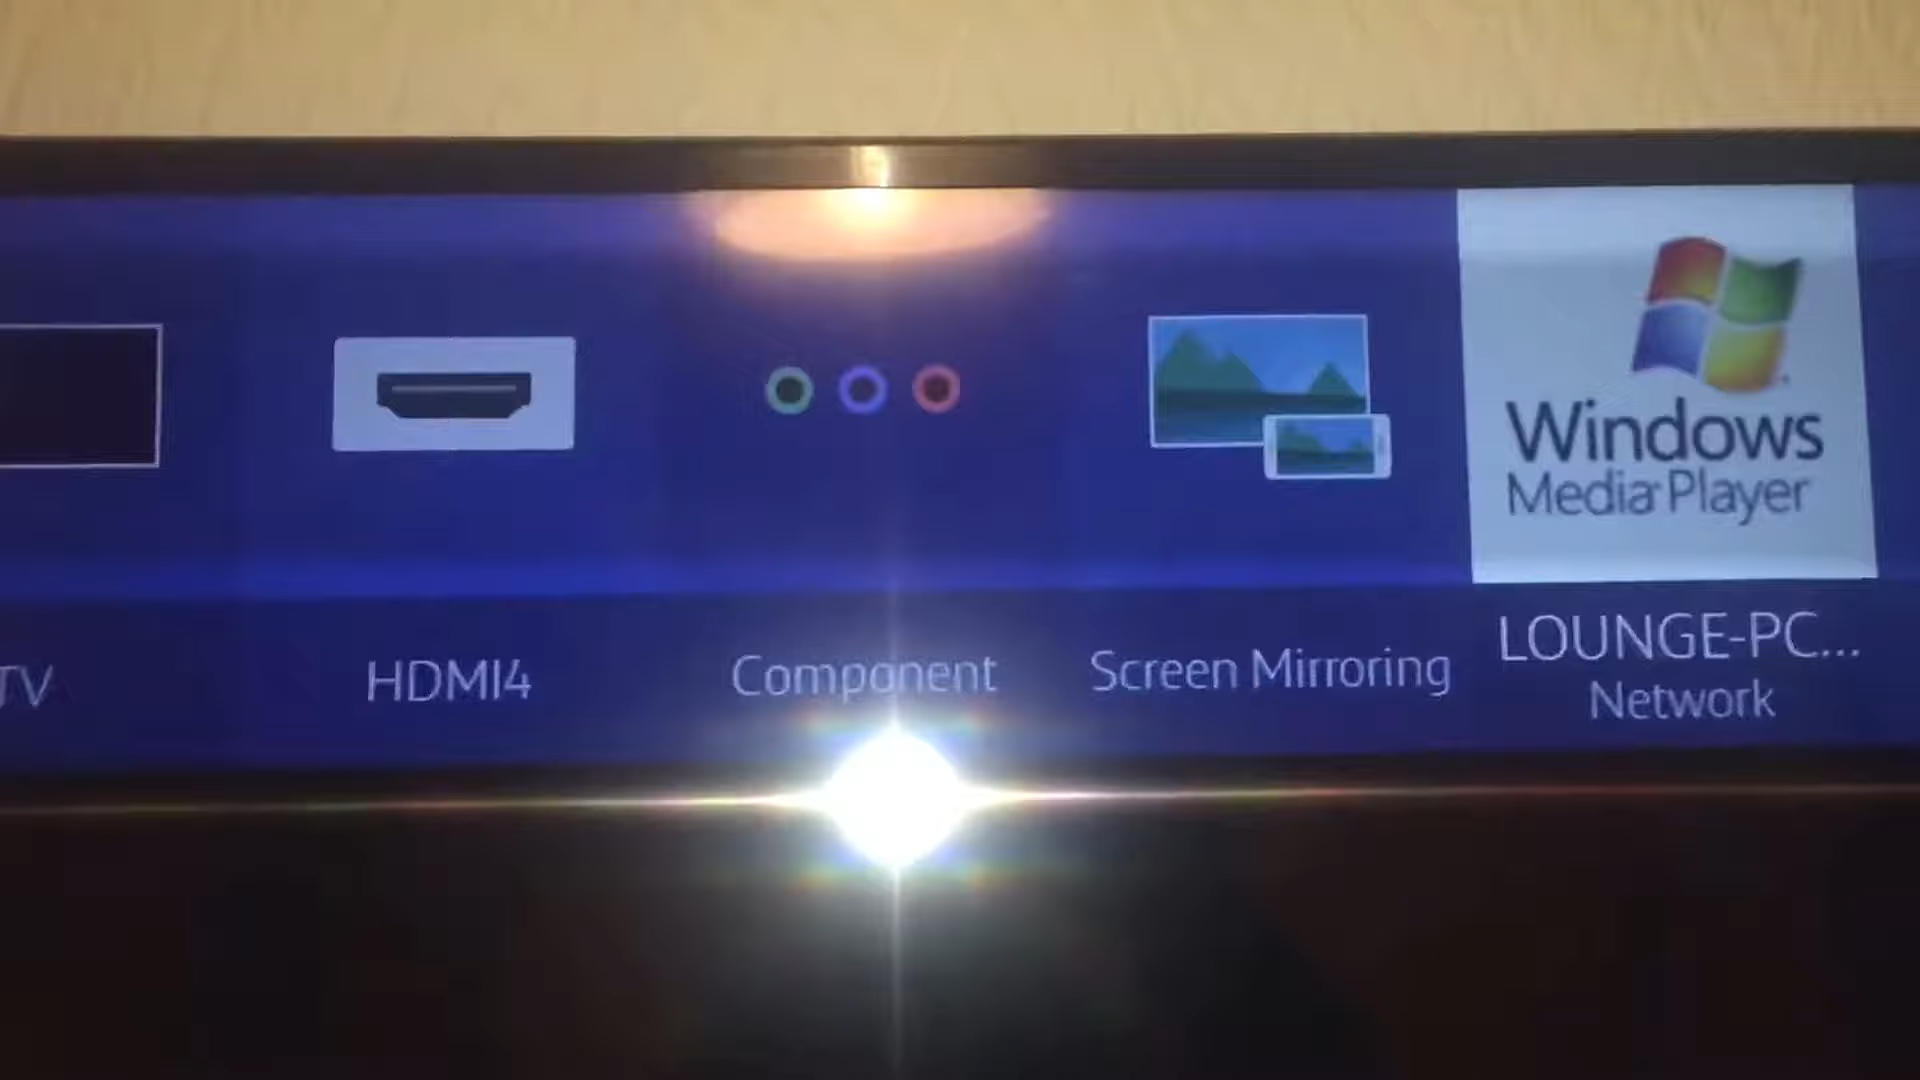 Windows
Media Player
TV
HDMI4
Component
Screen Mirroring
LOUNGE-PC...
Network